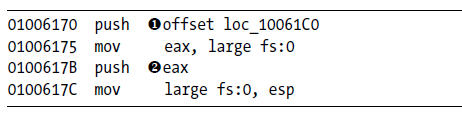 01006170 push ❶offset loc_10061C0
01006175 mov eax, large fs:0
0100617B push ❷eax
0100617C mov large fs:0, esp